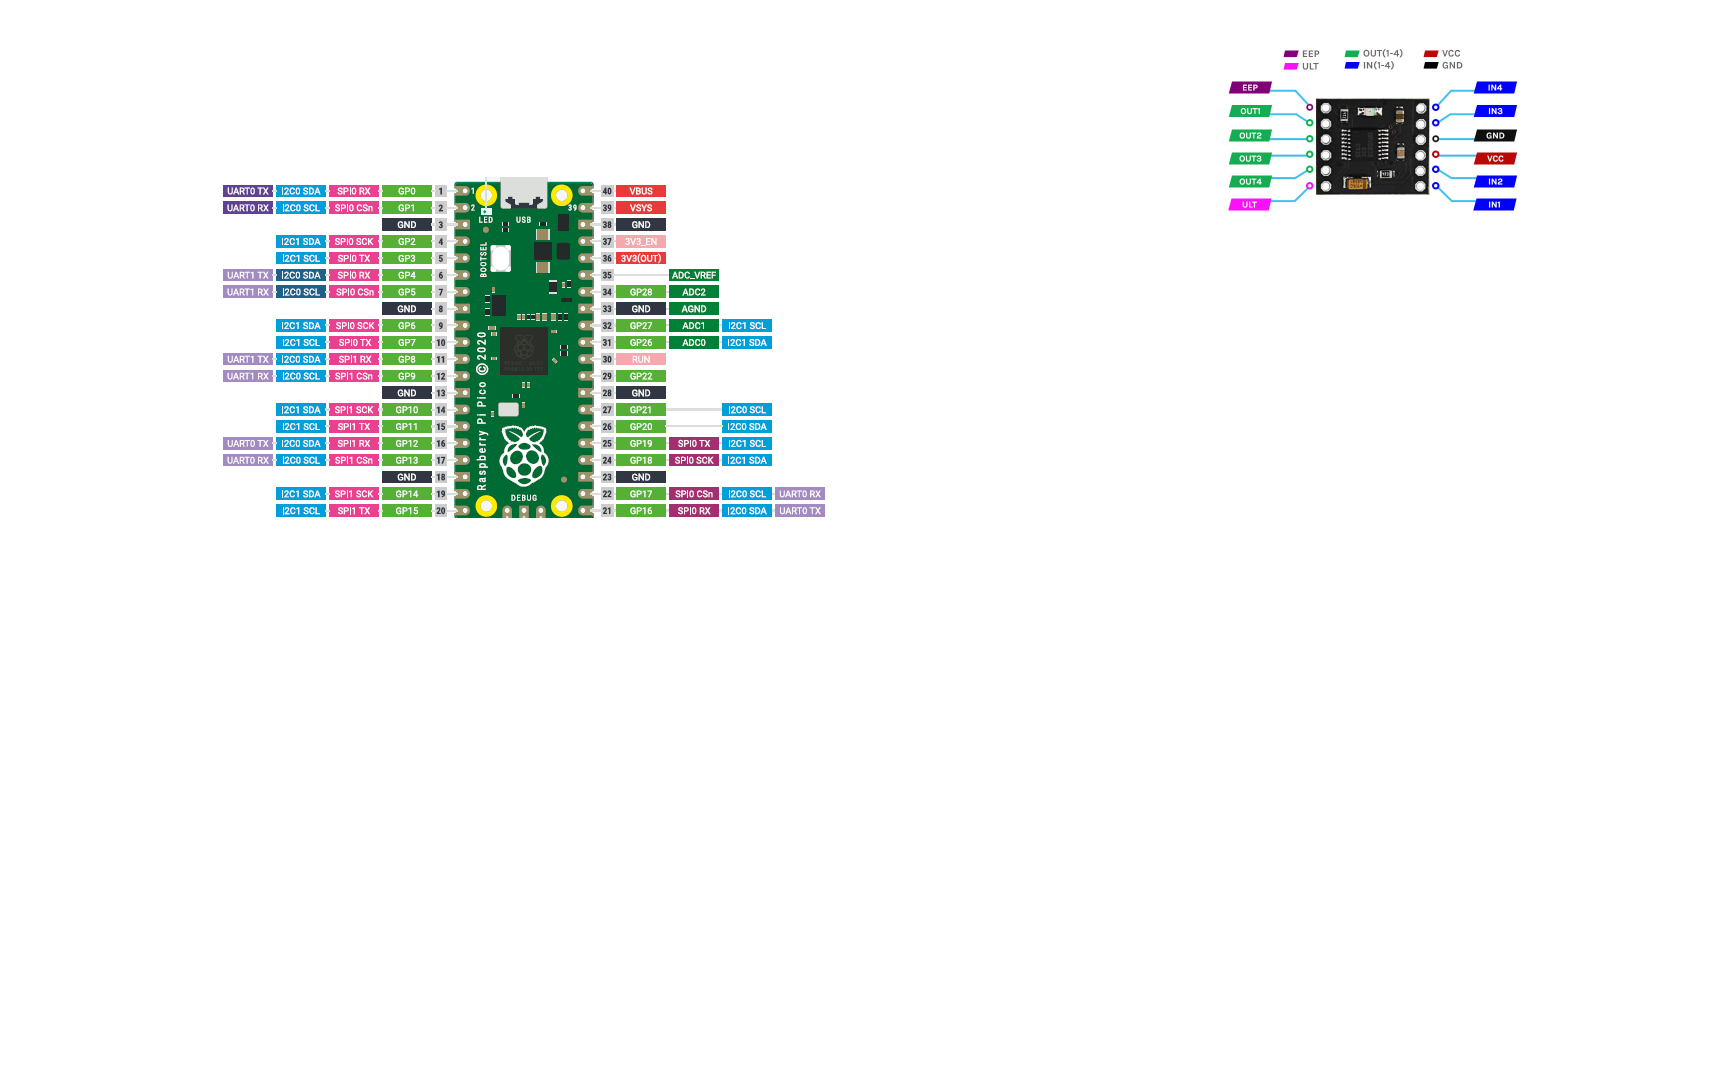 EEP OUT(1-4) VCC
ULT IN(1-4) GND
EEP IN4
OUT1 IN3
OUT2 GND
OUT3 VCC
OUT4 IN2
ULT IN1
UART0 TX I2C0 SDA SPI0 RX GP0 1 1 40 VBUS
UART0 RX I2C0 SCL SPI0 CSn GP1 2 2 39 39 VSYS
GND 3 LED USB 38 GND
I2C1 SDA SPI0 SCK GP2 4 37 3V3_EN
I2C1 SCL SPI0 TX GP3 5 BOOTSEL 36 3V3(OUT)
UART1 TX I2C0 SDA SPI0 RX GP4 6 35 ADC_VREF
UART1 RX I2C0 SCL SPI0 CSn GP5 7 34 GP28 ADC2
GND 8 33 GND AGND
I2C1 SDA SPI0 SCK GP6 9 32 GP27 ADC1 I2C1 SCL
I2C1 SCL SPI0 TX GP7 10 31 GP26 ADC0 I2C1 SDA
UART1 TX I2C0 SDA SPI1 RX GP8 11 30 RUN
UART1 RX I2C0 SCL SPI1 CSn GP9 12 29 GP22
GND 13 28 GND
I2C1 SDA SPI1 SCK GP10 14 27 GP21 I2C0 SCL
I2C1 SCL SPI1 TX GP11 15 26 GP20 I2C0 SDA
UART0 TX I2C0 SDA SPI1 RX GP12 16 25 GP19 SPI0 TX I2C1 SCL
UART0 RX I2C0 SCL SPI1 CSn GP13 17 24 GP18 SPI0 SCK I2C1 SDA
GND 18 23 GND
I2C1 SDA SPI1 SCK GP14 19 22 GP17 SPI0 CSn I2C0 SCL UART0 RX
I2C1 SCL SPI1 TX GP15 20 21 GP16 SPI0 RX I2C0 SDA UART0 TX
Raspberry Pi Pico ©2020
DEBUG